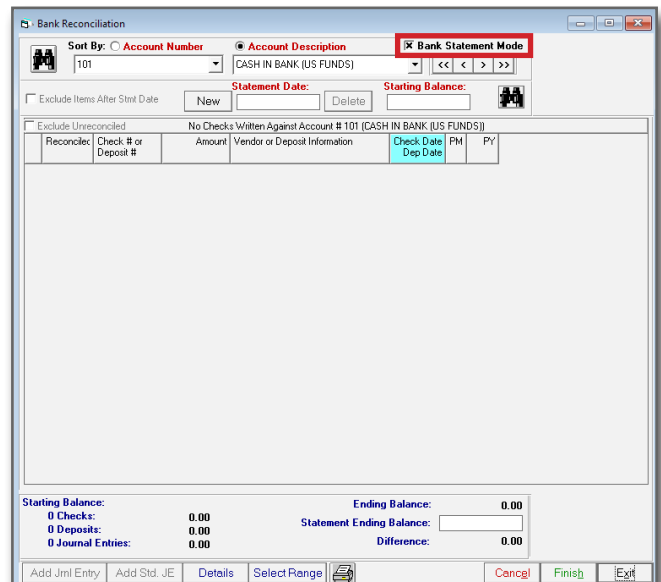 Bank Reconciliation
Sort By: Account Number Account Description Bank Statement Mode
101 CASH IN BANK (US FUNDS) << < > >>
Statement Date: Starting Balance:
Exclude Items After Stmt Date New Delete
Exclude Unreconciled No Checks Written Against Account # 101 (CASH IN BANK (US FUNDS))
Reconcilec Check # or Amount Vendor or Deposit Information Check Date PM PY
Deposit # Dep Date
Starting Balance: Ending Balance: 0.00
0 Checks: 0.00 Statement Ending Balance:
0 Deposits: 0.00 Difference: 0.00
0 Journal Entries: 0.00
Add Jrnl Entry Add Std. JE Details Select Range Cancel Finish Exit